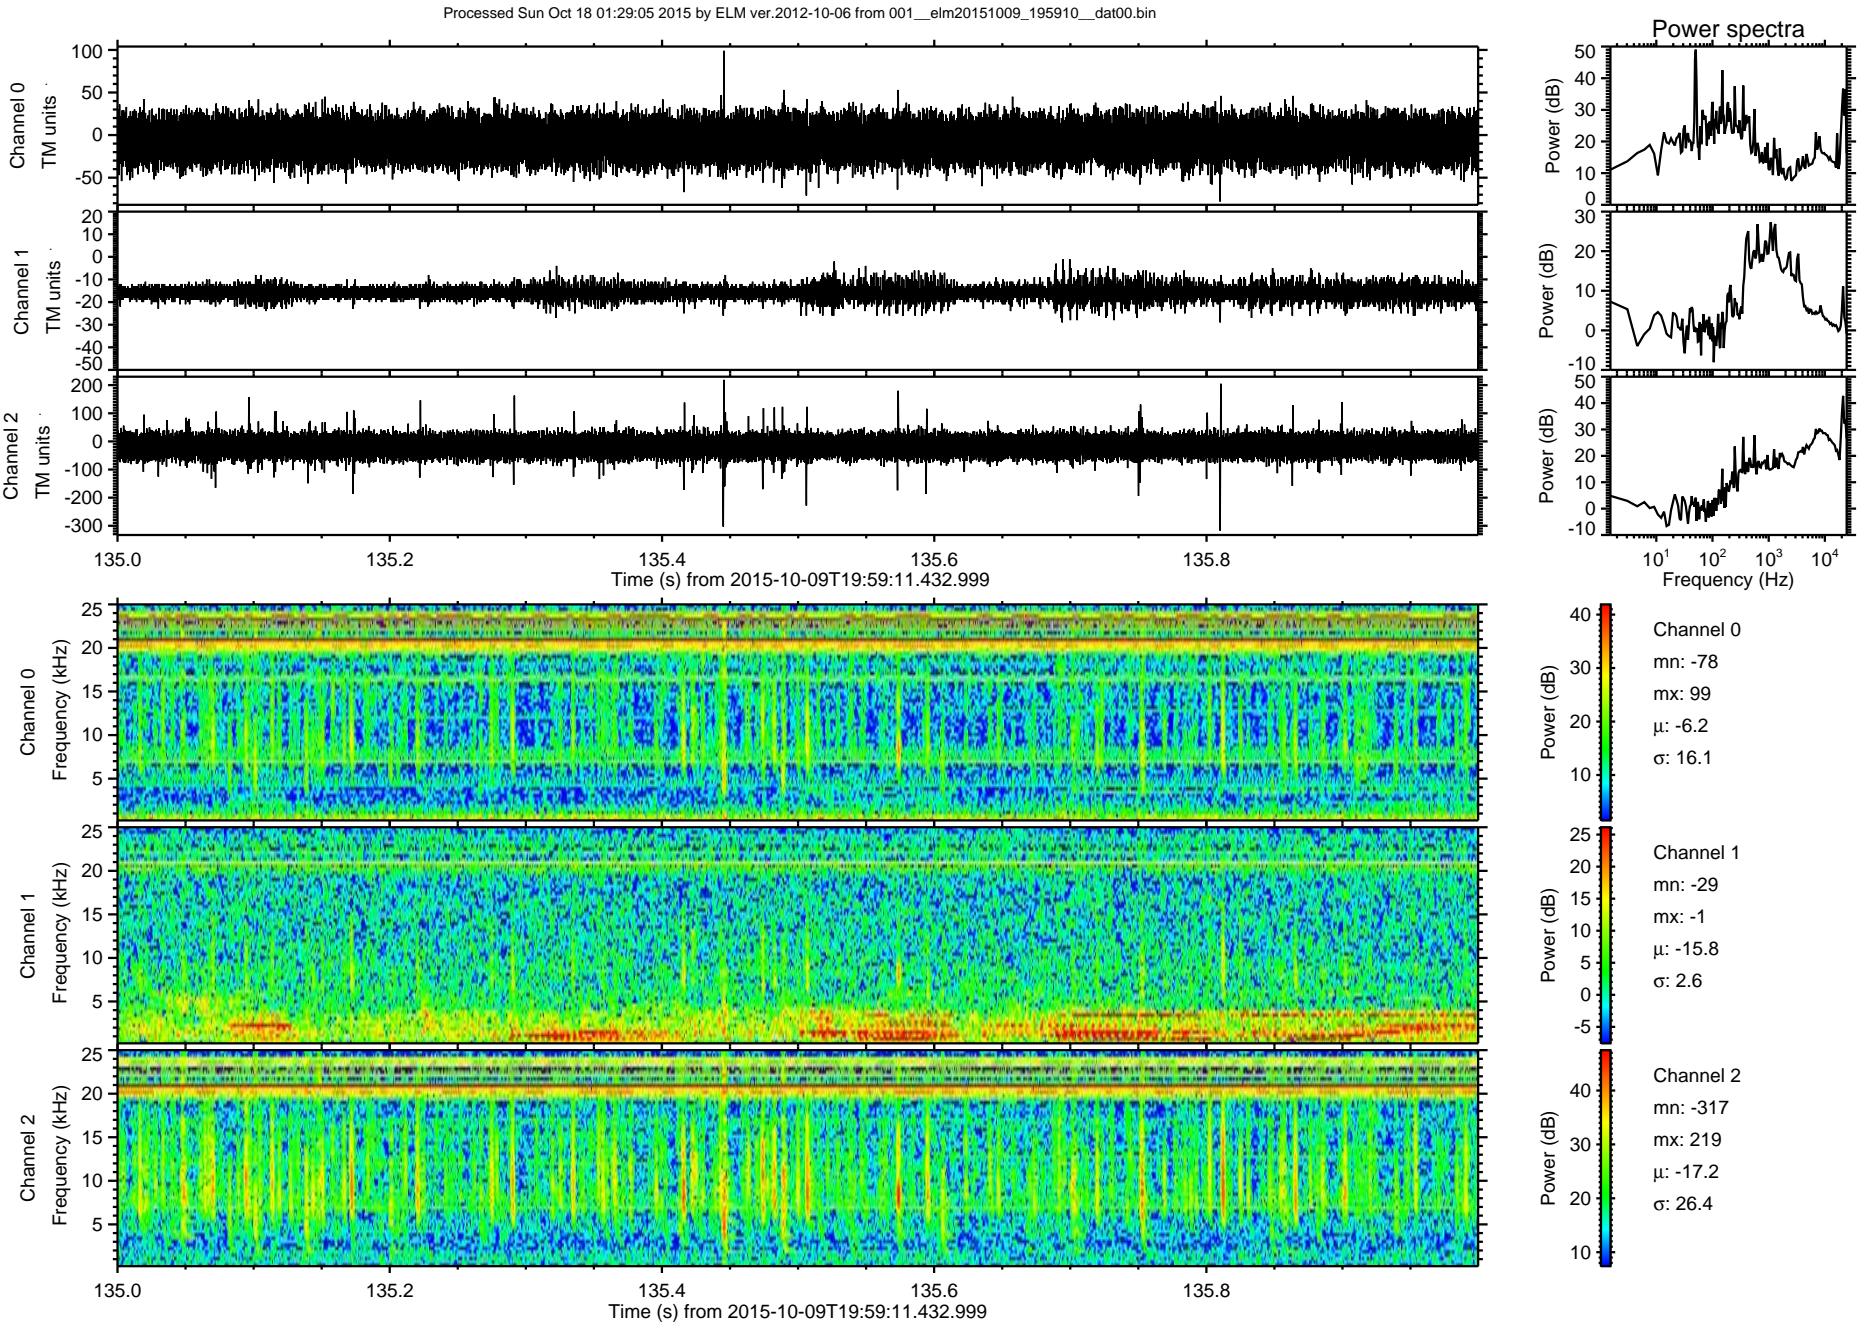 Processed Sun Oct 18 01:29:05 2015 by ELM ver.2012-10-06 from 001__elm20151009_195910__dat00.bin
Power spectra
Channel 0
TM units
100
50
0
-50
Power (dB)
50
40
30
20
10
0
Channel 1
TM units
20
10
0
-10
-20
-30
-40
-50
Power (dB)
30
20
10
0
-10
Channel 2
TM units
200
100
0
-100
-200
-300
Power (dB)
50
40
30
20
10
0
-10
135.0 135.2 135.4 135.6 135.8
Time (s) from 2015-10-09T19:59:11.432.999
10¹ 10² 10³ 10⁴
Frequency (Hz)
Channel 0
Frequency (kHz)
25
20
15
10
5
Power (dB)
40
30
20
10
Channel 0
mn: -78
mx: 99
μ: -6.2
σ: 16.1
Channel 1
Frequency (kHz)
25
20
15
10
5
Power (dB)
25
20
15
10
5
0
-5
Channel 1
mn: -29
mx: -1
μ: -15.8
σ: 2.6
Channel 2
Frequency (kHz)
25
20
15
10
5
Power (dB)
40
30
20
10
Channel 2
mn: -317
mx: 219
μ: -17.2
σ: 26.4
135.0 135.2 135.4 135.6 135.8
Time (s) from 2015-10-09T19:59:11.432.999